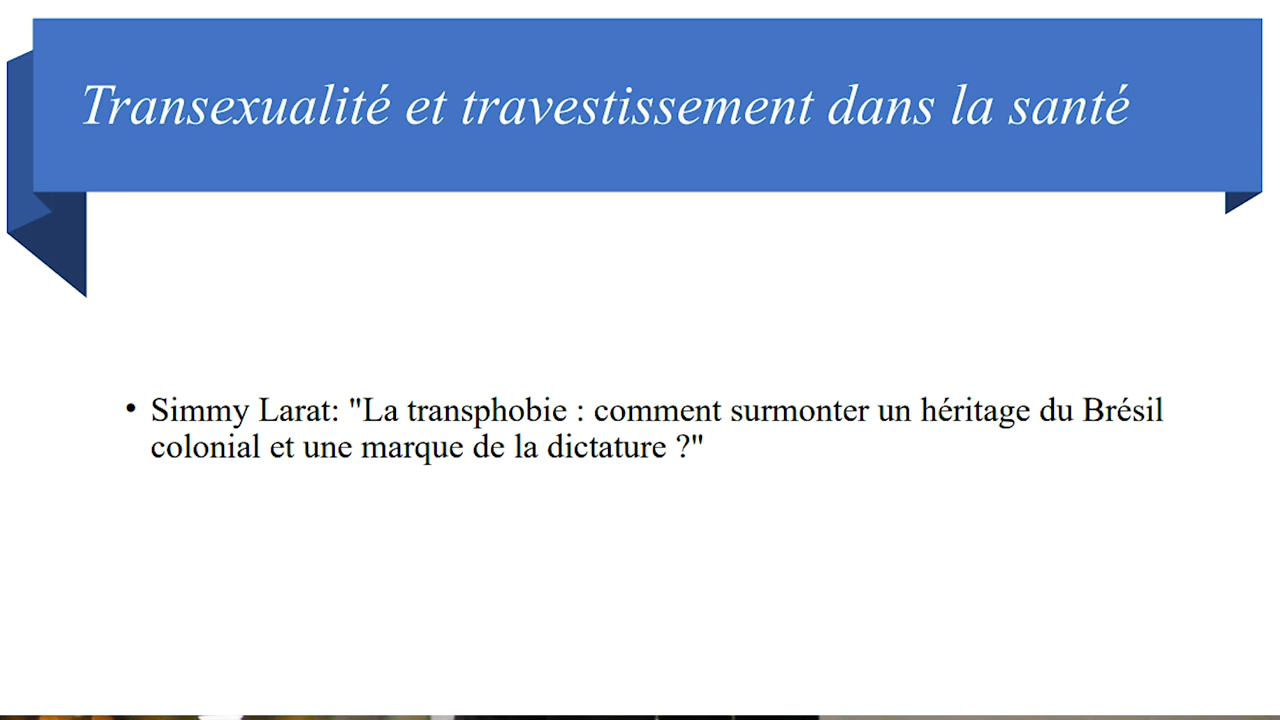 Transexualité et travestissement dans la santé
• Simmy Larat: "La transphobie : comment surmonter un héritage du Brésil
colonial et une marque de la dictature ?"